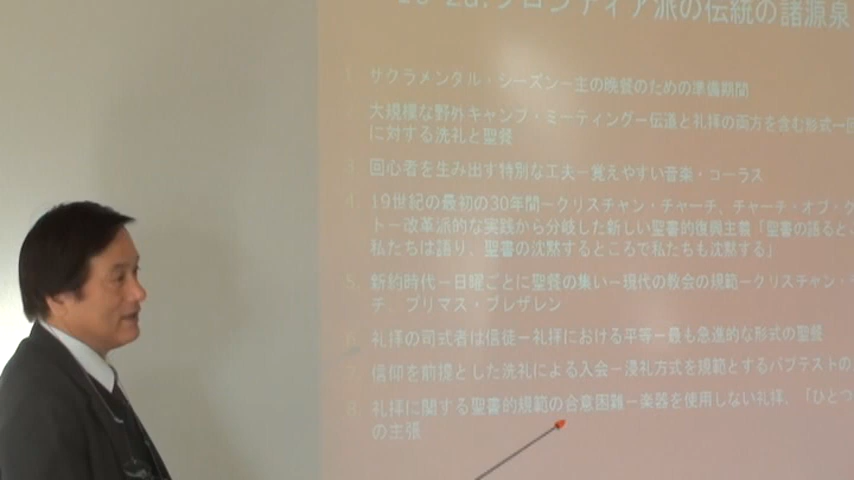 フロンティア派の伝統の諸源泉
1. サクラメンタル・シーズンー主の晩餐のための準備期間
大規模な野外キャンプ・ミーティングー伝道と礼拝の両方を含む形式ー回
に対する洗礼と聖餐
3. 回心者を生み出す特別な工夫ー覚えやすい音楽・コーラス
4. 19世紀の最初の30年間ークリスチャン・チャーチ、チャーチ・オブ・ク
トー改革派的な実践から分岐した新しい聖書的復興主義「聖書の語るとこ
私たちは語り、聖書の沈黙するところで私たちも沈黙する」
5. 新約時代ー日曜ごとに聖餐の集いー現代の教会の規範ークリスチャン・
チ、プリマス・ブレザレン
礼拝の司式者は信徒ー礼拝における平等ー最も急進的な形式の聖餐
7. 信仰を前提とした洗礼による入会ー浸礼方式を規範とするバプテストの
8. 礼拝に関する聖書的規範の合意困難ー楽器を使用しない礼拝、「ひとつ
の主張